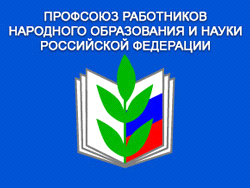 ПРОФСОЮЗ РАБОТНИКОВ
НАРОДНОГО ОБРАЗОВАНИЯ И НАУКИ
РОССИЙСКОЙ ФЕДЕРАЦИИ